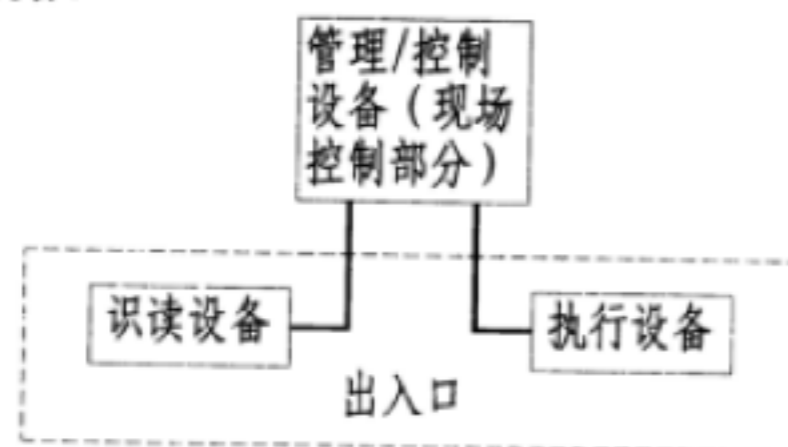 管理/控制
设备（现场
控制部分）
识读设备
执行设备
出入口